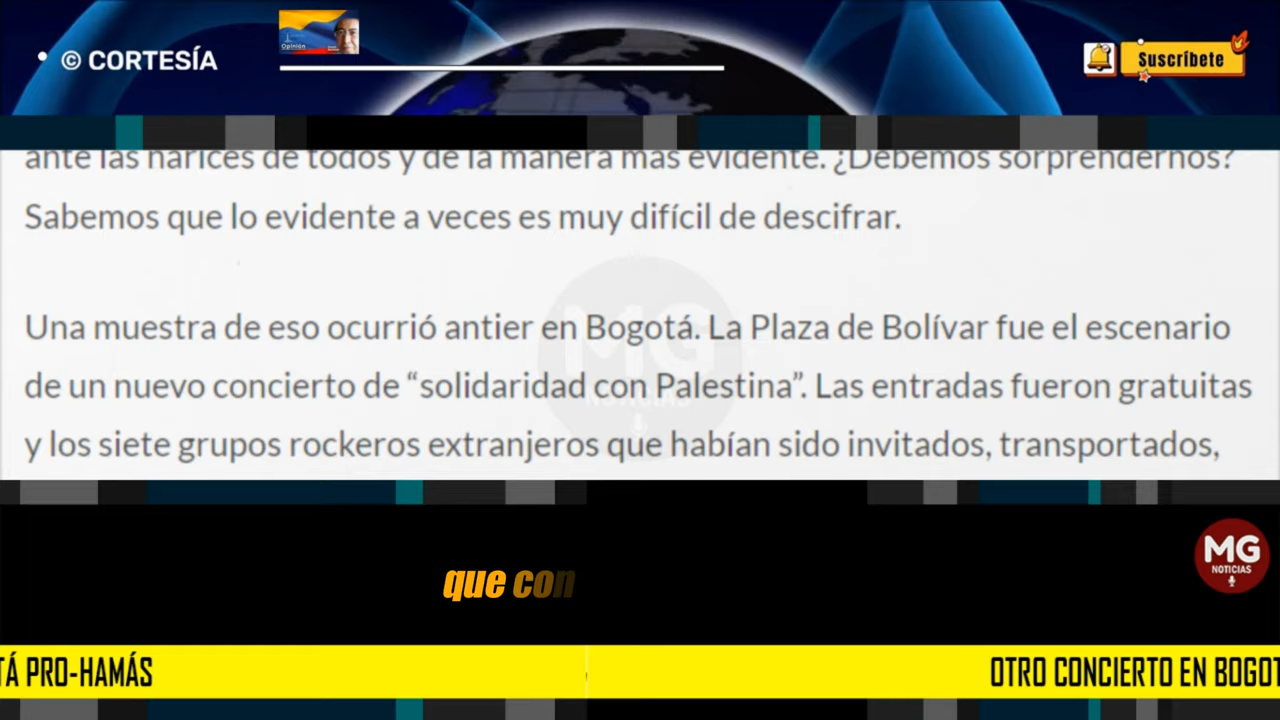 © CORTESÍA
Opinión
Suscríbete
ante las narices de todos y de la manera más evidente. ¿Debemos sorprendernos?
Sabemos que lo evidente a veces es muy difícil de descifrar.
Una muestra de eso ocurrió antier en Bogotá. La Plaza de Bolívar fue el escenario
de un nuevo concierto de “solidaridad con Palestina”. Las entradas fueron gratuitas
y los siete grupos rockeros extranjeros que habían sido invitados, transportados,
MG
NOTICIAS
MG
NOTICIAS
que con
TÁ PRO-HAMÁS
OTRO CONCIERTO EN BOGOT